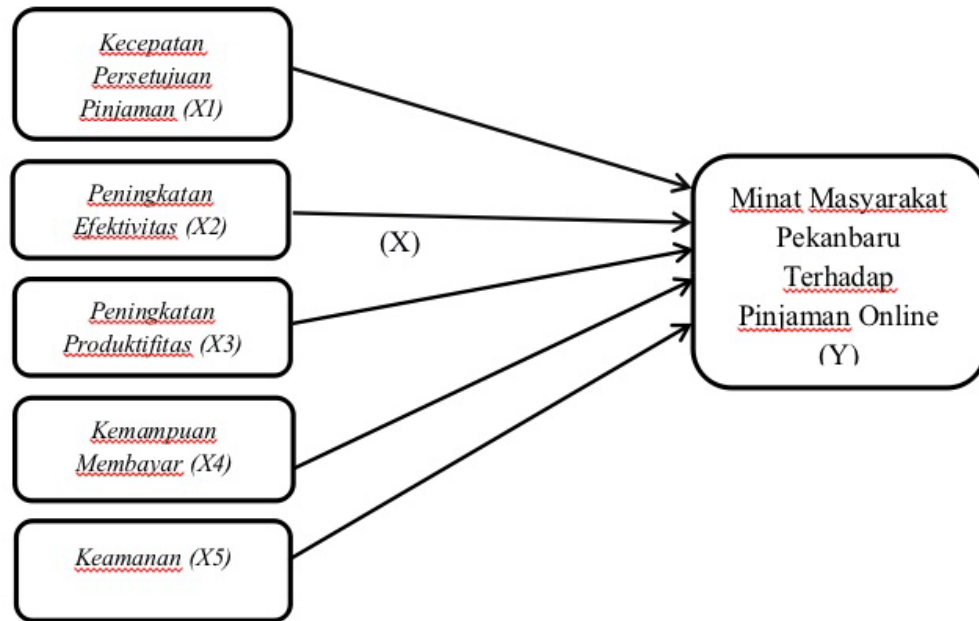 Kecepatan
Persetujuan
Pinjaman (X1)
Peningkatan
Efektivitas (X2)
Peningkatan
Produktifitas (X3)
Kemampuan
Membayar (X4)
Keamanan (X5)
(X)
Minat Masyarakat
Pekanbaru
Terhadap
Pinjaman Online
(Y)